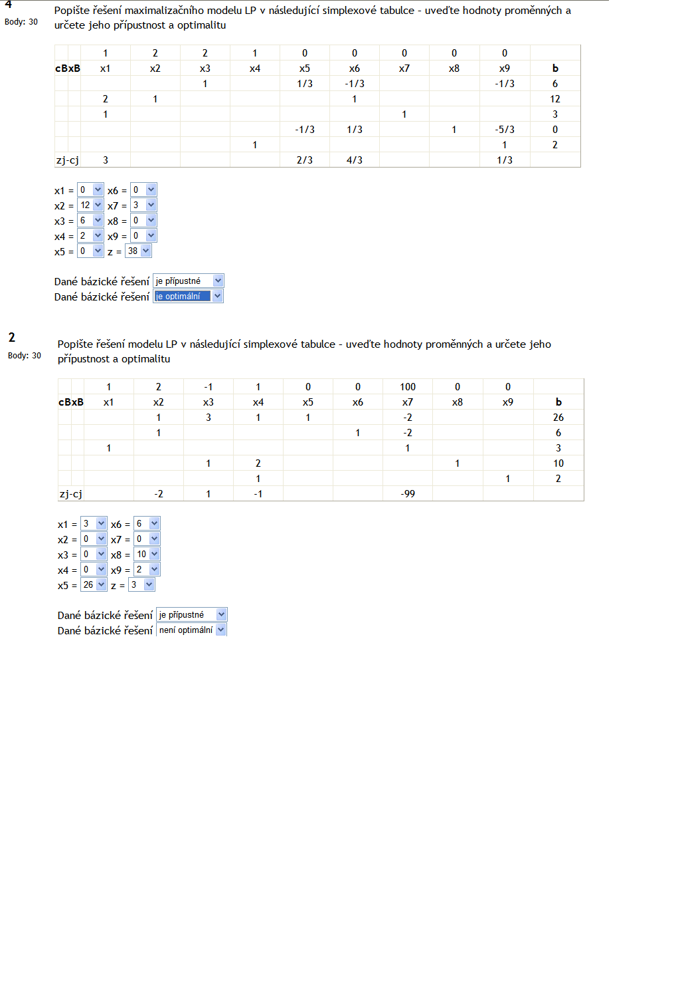 4
Body: 30
Popište řešení maximalizačního modelu LP v následující simplexové tabulce - uveďte hodnoty proměnných a
určete jeho přípustnost a optimalitu
1 2 2 1 0 0 0 0 0
cB xB x1 x2 x3 x4 x5 x6 x7 x8 x9 b
1 1/3 -1/3 -1/3 6
2 1 1 12
1 1 3
-1/3 1/3 1 -5/3 0
1 1 2
zj-cj 3 2/3 4/3 1/3
x1 = 0 x6 = 0
x2 = 12 x7 = 3
x3 = 6 x8 = 0
x4 = 2 x9 = 0
x5 = 0 z = 38
Dané bázické řešení je přípustné
Dané bázické řešení je optimální
2
Body: 30
Popište řešení modelu LP v následující simplexové tabulce - uveďte hodnoty proměnných a určete jeho
přípustnost a optimalitu
1 2 -1 1 0 0 100 0 0
cB xB x1 x2 x3 x4 x5 x6 x7 x8 x9 b
1 3 1 1 -2 26
1 1 -2 6
1 1 3
1 2 1 10
1 1 2
zj-cj -2 1 -1 -99
x1 = 3 x6 = 6
x2 = 0 x7 = 0
x3 = 0 x8 = 10
x4 = 0 x9 = 2
x5 = 26 z = 3
Dané bázické řešení je přípustné
Dané bázické řešení není optimální